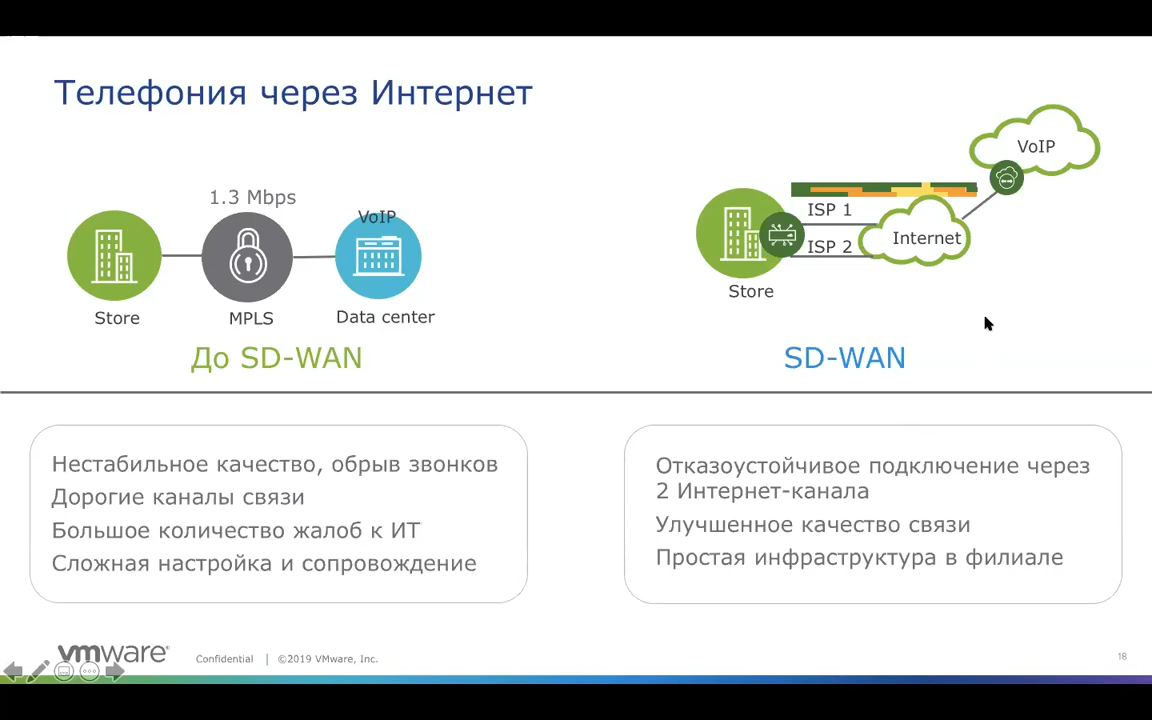 Телефония через Интернет
1.3 Mbps
VoIP
Store
MPLS
Data center
До SD-WAN
VoIP
ISP 1
ISP 2
Internet
Store
SD-WAN
Нестабильное качество, обрыв звонков
Дорогие каналы связи
Большое количество жалоб к ИТ
Сложная настройка и сопровождение
Отказоустойчивое подключение через
2 Интернет-канала
Улучшенное качество связи
Простая инфраструктура в филиале
vmware®
Confidential | ©2019 VMware, Inc.
18